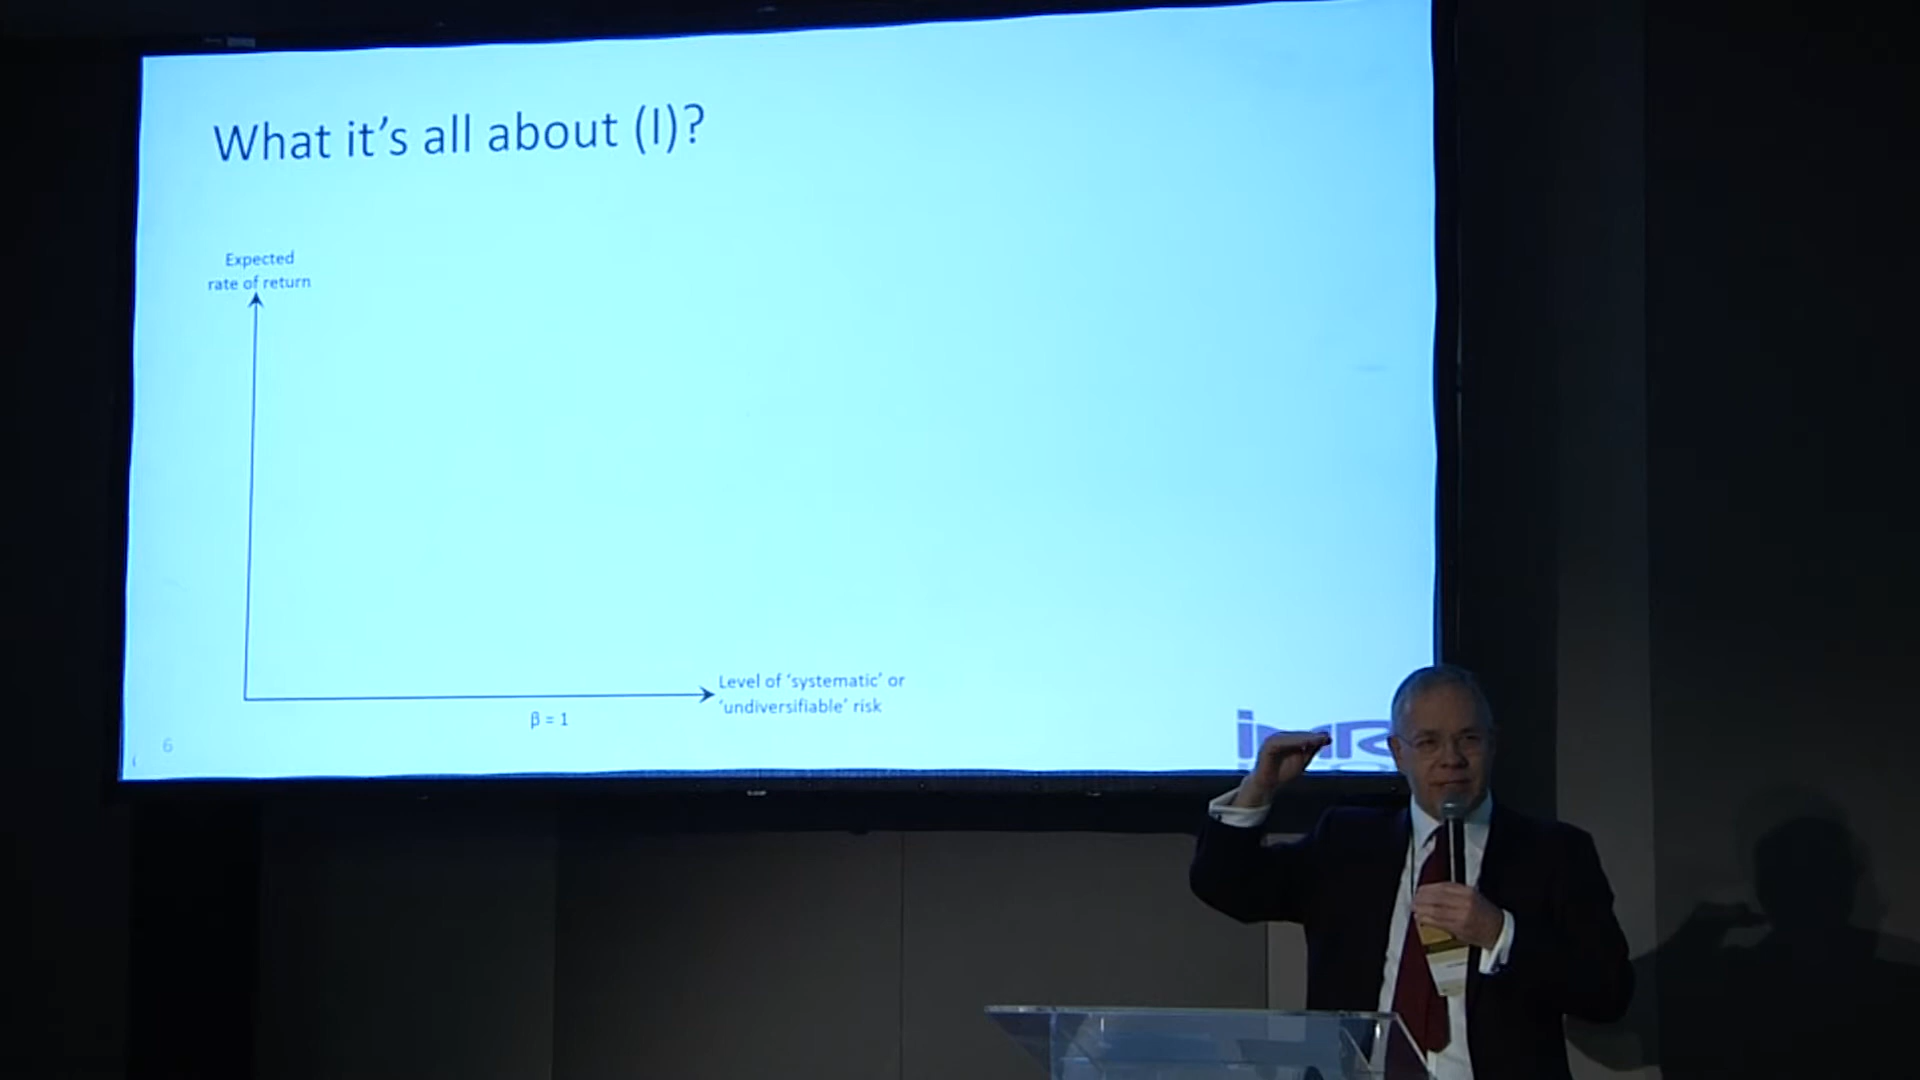 What it's all about (I)?
Expected
rate of return
Level of 'systematic' or
'undiversifiable' risk
β = 1
6